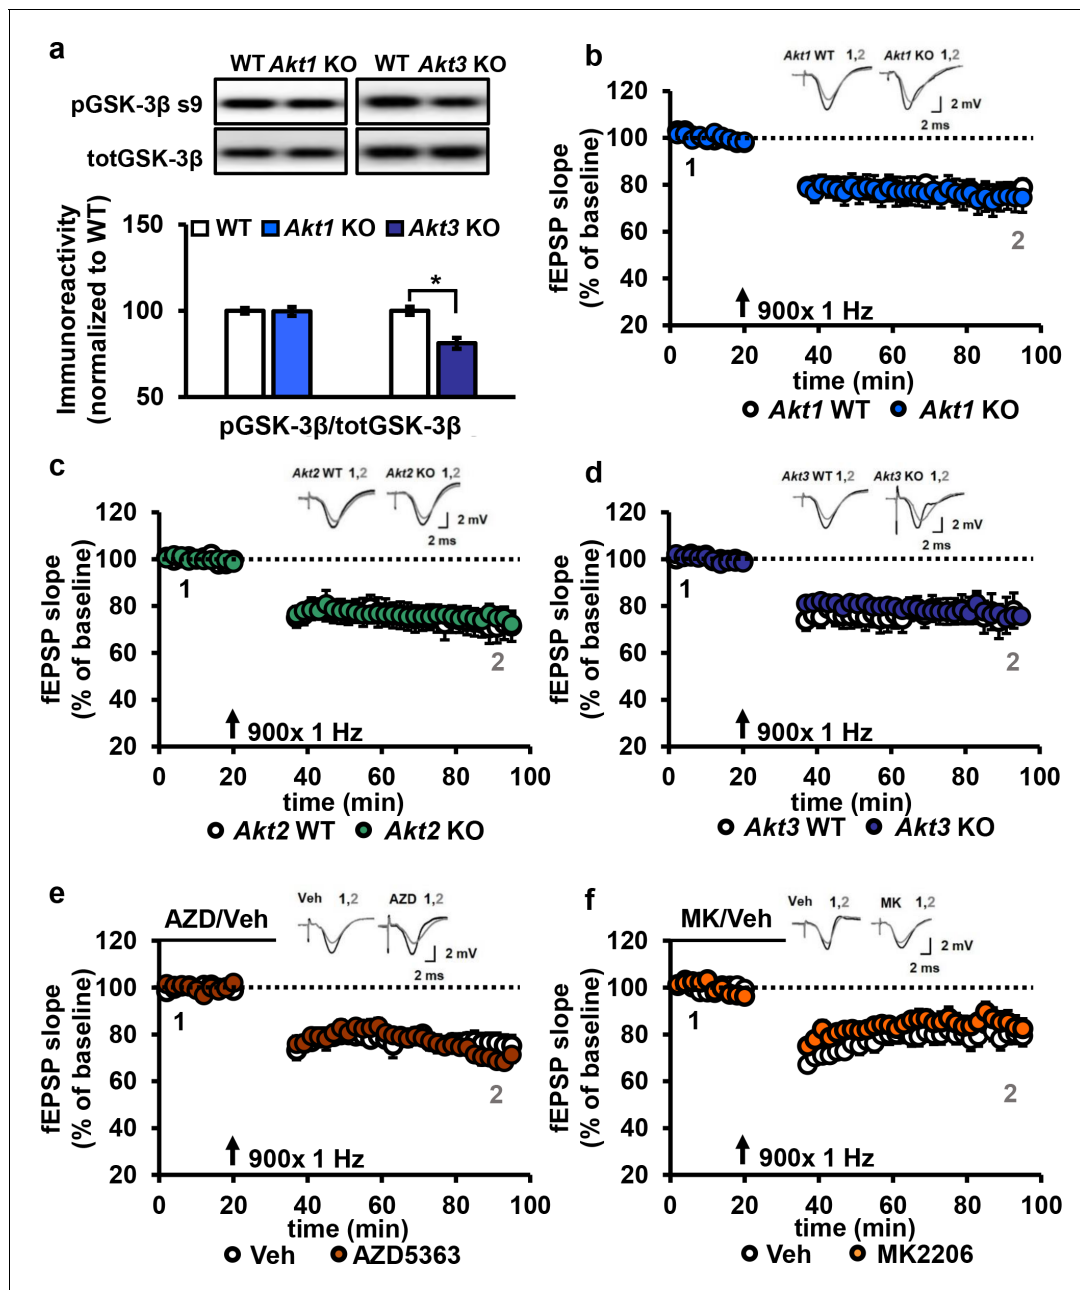 a
WT Akt1 KO WT Akt3 KO
pGSK-3β s9
totGSK-3β
Immunoreactivity
(normalized to WT)
150
100
50
WT Akt1 KO Akt3 KO
*
pGSK-3β/totGSK-3β
b
Akt1 WT 1,2 Akt1 KO 1,2
2 mV
2 ms
fEPSP slope
(% of baseline)
120
100
80
60
40
20
1
2
900x 1 Hz
0 20 40 60 80 100
time (min)
Akt1 WT Akt1 KO
c
Akt2 WT 1,2 Akt2 KO 1,2
2 mV
2 ms
fEPSP slope
(% of baseline)
120
100
80
60
40
20
1
2
900x 1 Hz
0 20 40 60 80 100
time (min)
Akt2 WT Akt2 KO
d
Akt3 WT 1,2 Akt3 KO 1,2
2 mV
2 ms
fEPSP slope
(% of baseline)
120
100
80
60
40
20
1
2
900x 1 Hz
0 20 40 60 80 100
time (min)
Akt3 WT Akt3 KO
e
AZD/Veh
Veh 1,2 AZD 1,2
2 mV
2 ms
fEPSP slope
(% of baseline)
120
100
80
60
40
20
1
2
900x 1 Hz
0 20 40 60 80 100
time (min)
Veh AZD5363
f
MK/Veh
Veh 1,2 MK 1,2
2 mV
2 ms
fEPSP slope
(% of baseline)
120
100
80
60
40
20
1
2
900x 1 Hz
0 20 40 60 80 100
time (min)
Veh MK2206